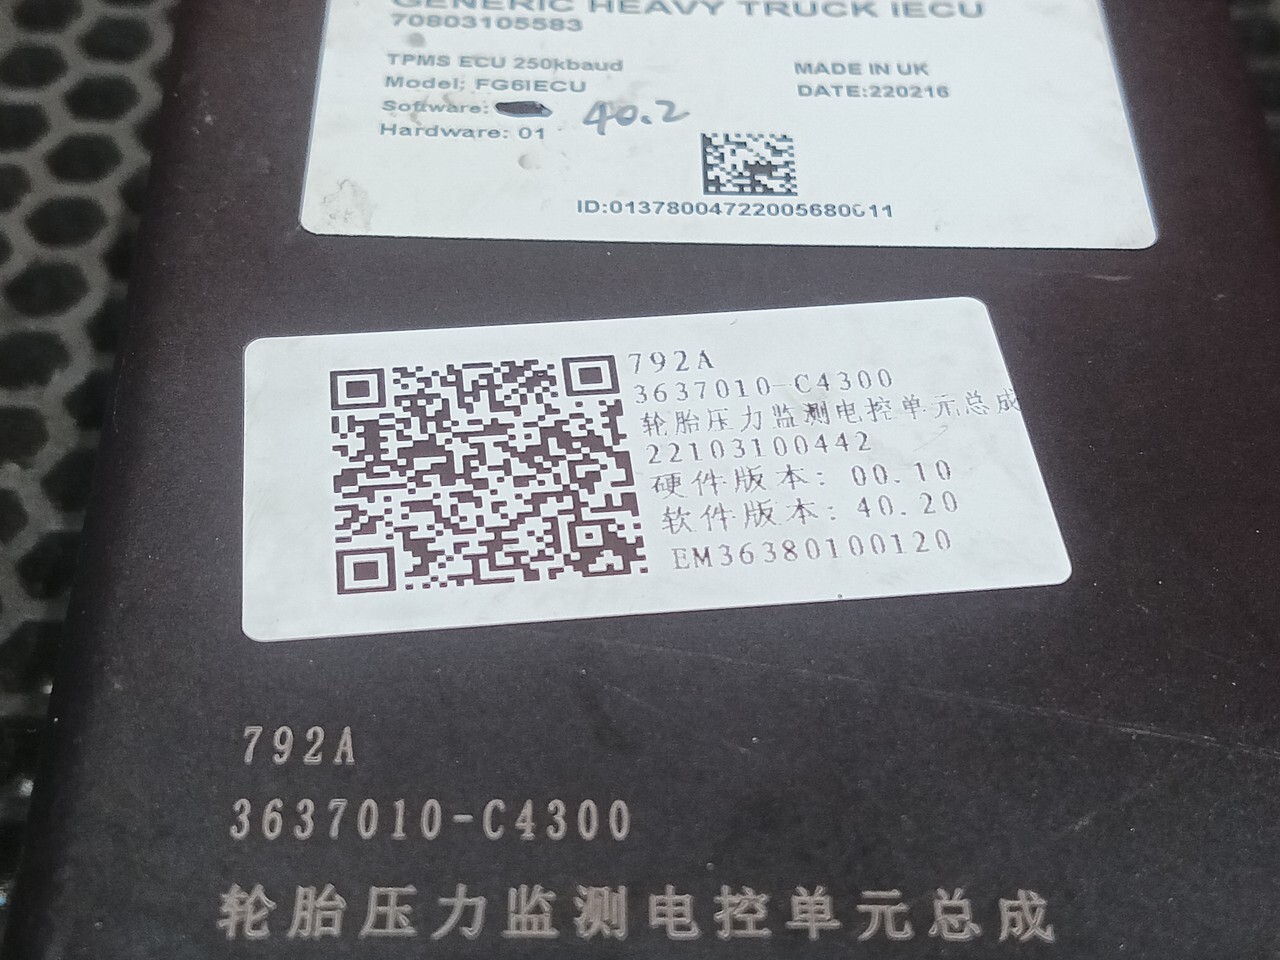 GENERIC HEAVY TRUCK IECU
70803105583
TPMS ECU 250kbaud
Model; FG6IECU
Software: 40.2
Hardware: 01
MADE IN UK
DATE:220216
ID:01378004722005680011
792A
3637010-C4300
轮胎压力监测电控单元总成
22103100442
硬件版本: 00.10
软件版本: 40.20
EM36380100120
792A
3637010-C4300
轮胎压力监测电控单元总成